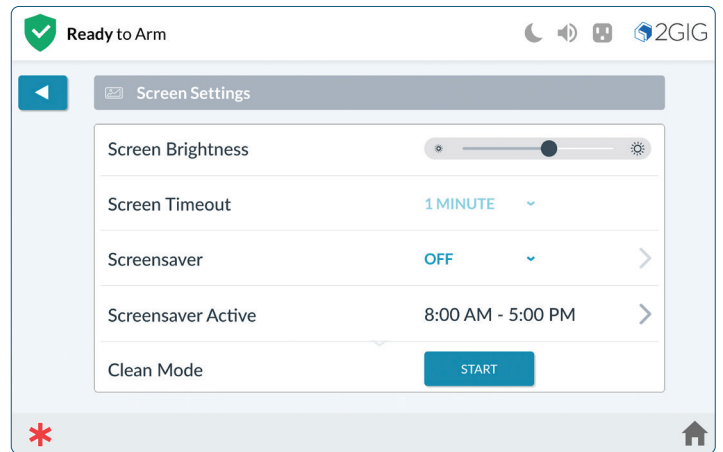 Ready to Arm
2GIG
Screen Settings
Screen Brightness
Screen Timeout 1 MINUTE
Screensaver OFF
Screensaver Active 8:00 AM - 5:00 PM
Clean Mode START